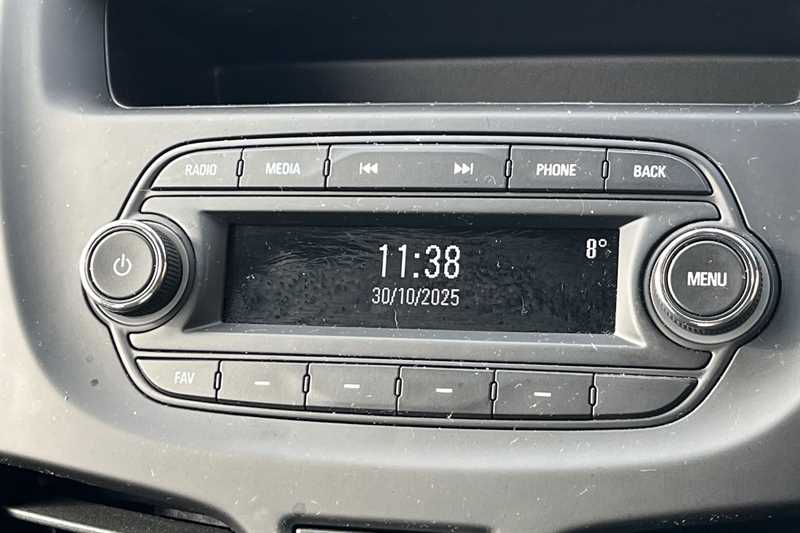 RADIO MEDIA PHONE BACK
11:38 8°
30/10/2025
MENU
FAV